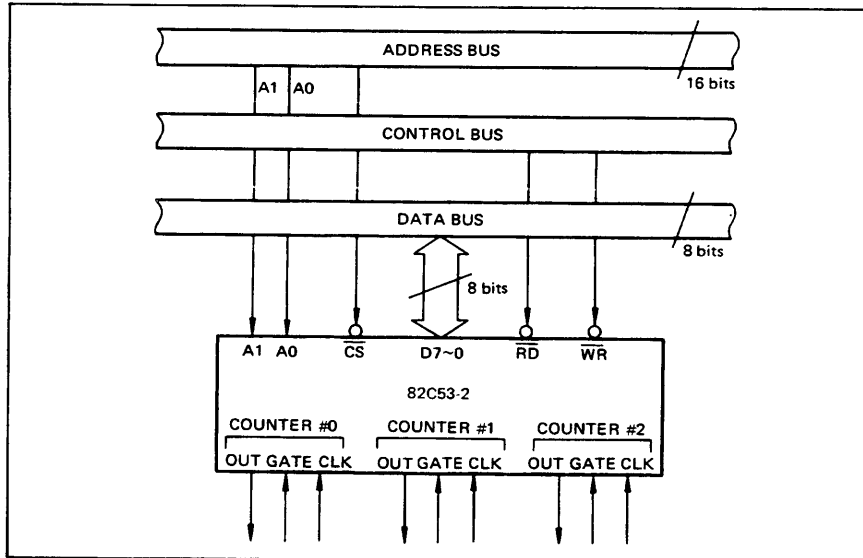 ADDRESS BUS
16 bits
A1 A0
CONTROL BUS
DATA BUS
8 bits
8 bits
A1 A0 CS D7~0 RD WR
82C53-2
COUNTER #0 COUNTER #1 COUNTER #2
OUT GATE CLK OUT GATE CLK OUT GATE CLK